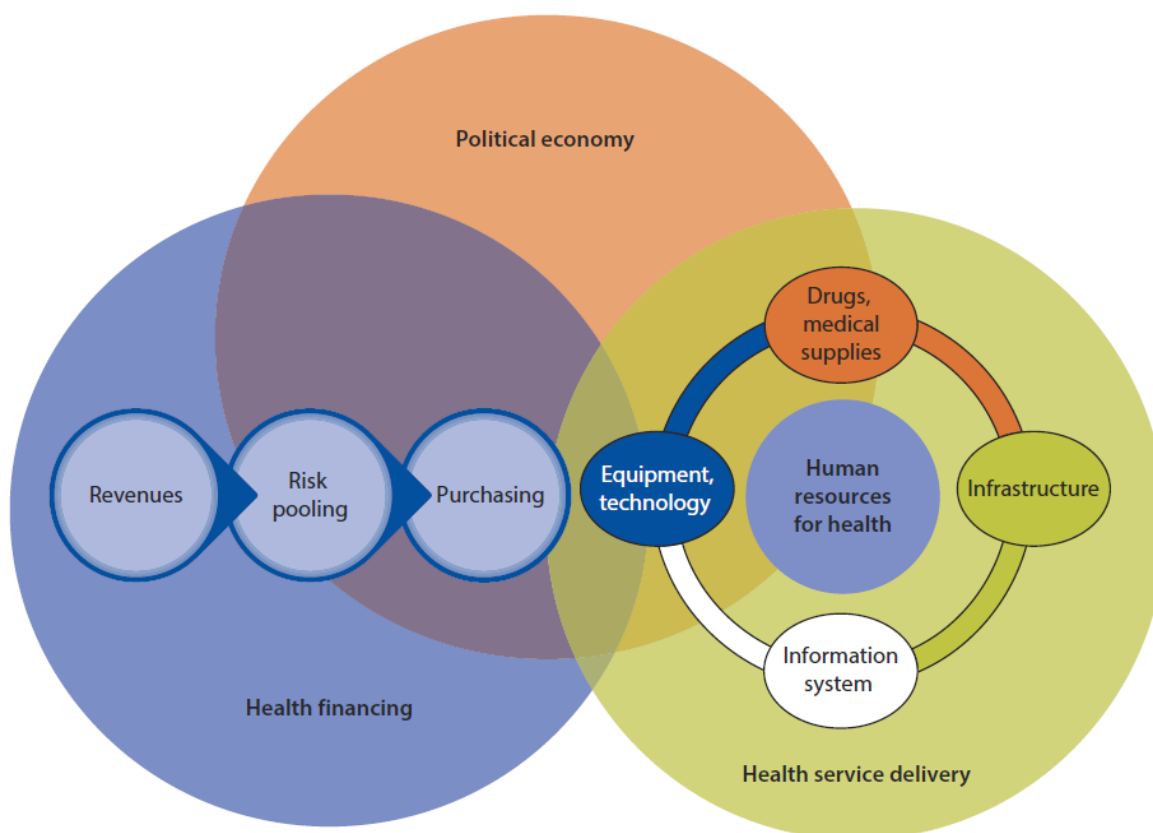 Political economy
Drugs,
medical
supplies
Revenues
Risk
pooling
Purchasing
Equipment,
technology
Human
resources
for health
Infrastructure
Information
system
Health financing
Health service delivery